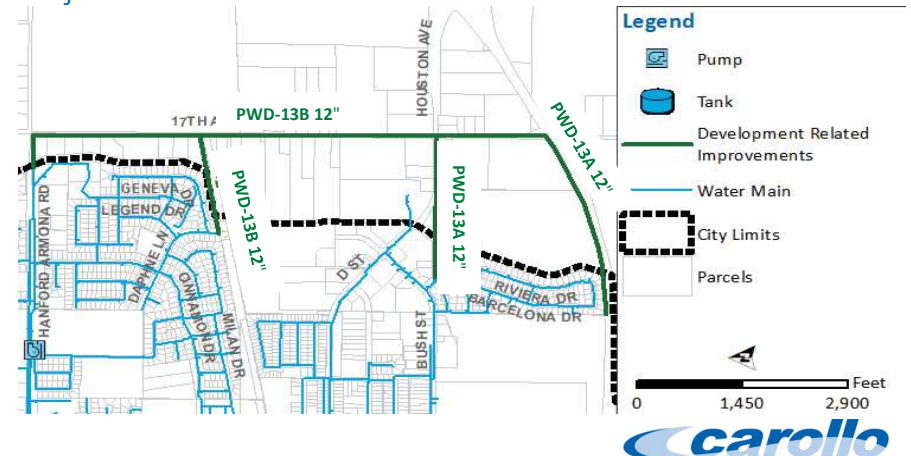 HOUSTON AVE
17TH A
PWD-13B 12"
PWD-13A 12"
PWD-13B 12"
PWD-13A 12"
HANFORD ARMONA RD
GENEVA DR
LEGEND DR
DAPHNE LN
CINNAMON DR
MILAN DR
D ST
BUSH ST
RIVIERA DR
BARCELONA DR
Legend
Pump
Tank
Development Related
Improvements
Water Main
City Limits
Parcels
Feet
0 1,450 2,900
carollo